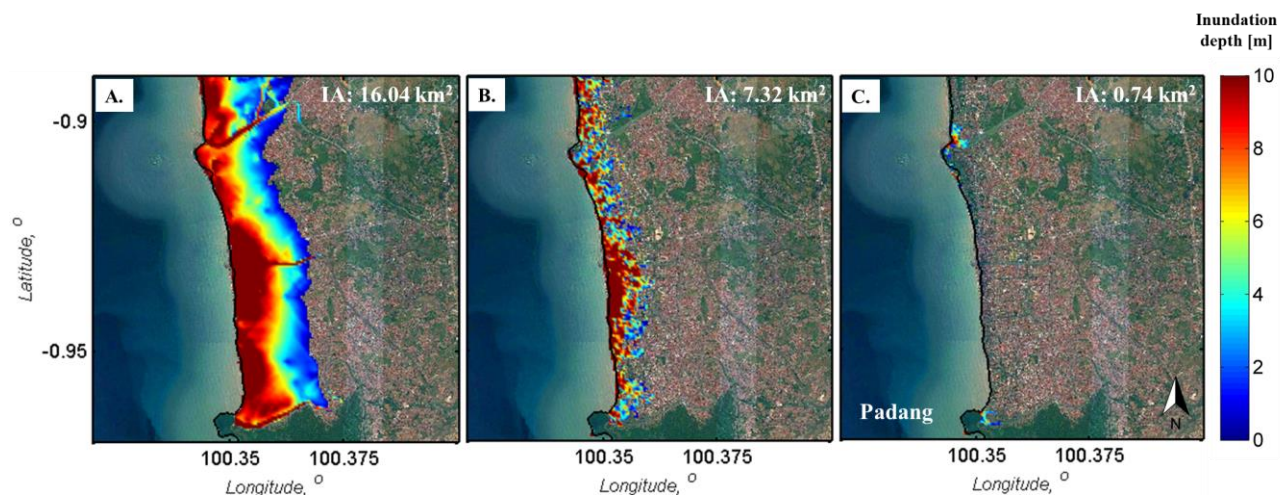 Inundation
depth [m]
A.
IA: 16.04 km²
B.
IA: 7.32 km²
C.
IA: 0.74 km²
10
8
6
4
2
0
-0.9
-0.95
Latitude, °
Padang
N
100.35
100.375
100.35
100.375
100.35
100.375
Longitude, °
Longitude, °
Longitude, °